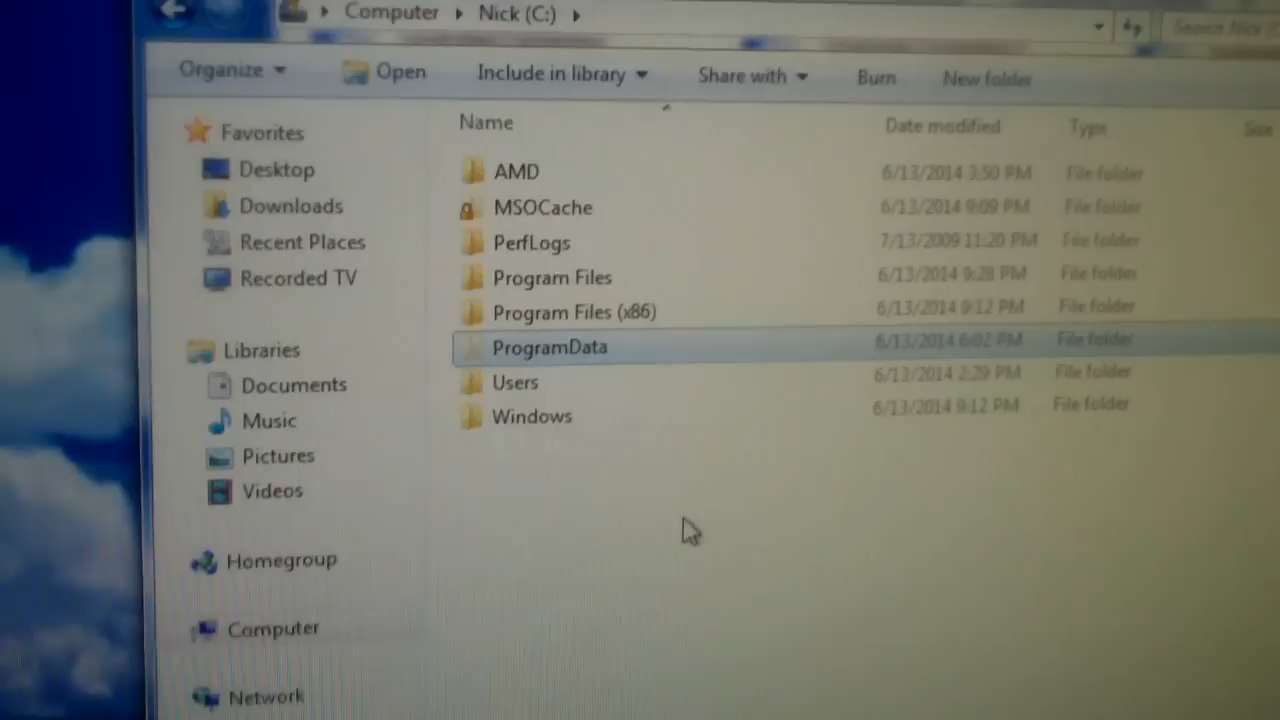 Computer Nick (C:) Search Nick
Organize Open Include in library Share with Burn New folder
Name Date modified Type Size
Favorites
Desktop
Downloads
Recent Places
Recorded TV
Libraries
Documents
Music
Pictures
Videos
Homegroup
Computer
Network
AMD 6/13/2014 3:50 PM File folder
MSOCache 6/13/2014 9:09 PM File folder
PerfLogs 7/13/2009 11:20 PM File folder
Program Files 6/13/2014 9:28 PM File folder
Program Files (x86) 6/13/2014 9:12 PM File folder
ProgramData 6/13/2014 6:02 PM File folder
Users 6/13/2014 2:29 PM File folder
Windows 6/13/2014 9:12 PM File folder